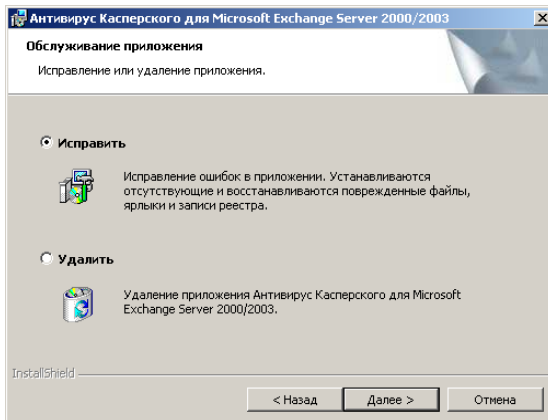 Антивирус Касперского для Microsoft Exchange Server 2000/2003
Обслуживание приложения
Исправление или удаление приложения.
Исправить
Исправление ошибок в приложении. Устанавливаются
отсутствующие и восстанавливаются поврежденные файлы,
ярлыки и записи реестра.
Удалить
Удаление приложения Антивирус Касперского для Microsoft
Exchange Server 2000/2003.
InstallShield
< Назад Далее > Отмена